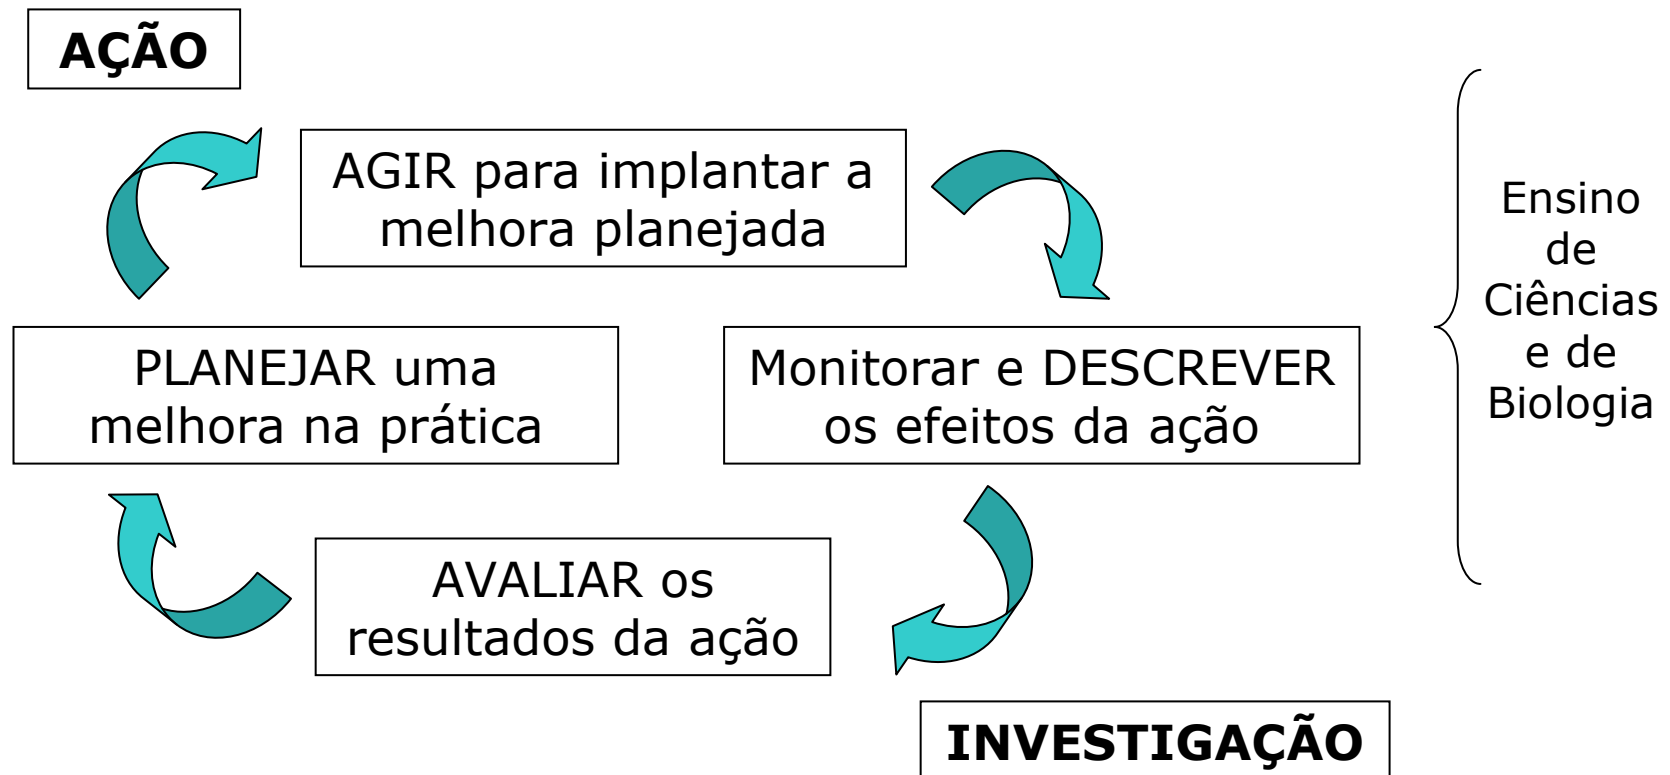 AÇÃO
AGIR para implantar a
melhora planejada
PLANEJAR uma
melhora na prática
Monitorar e DESCREVER
os efeitos da ação
AVALIAR os
resultados da ação
INVESTIGAÇÃO
Ensino
de
Ciências
e de
Biologia